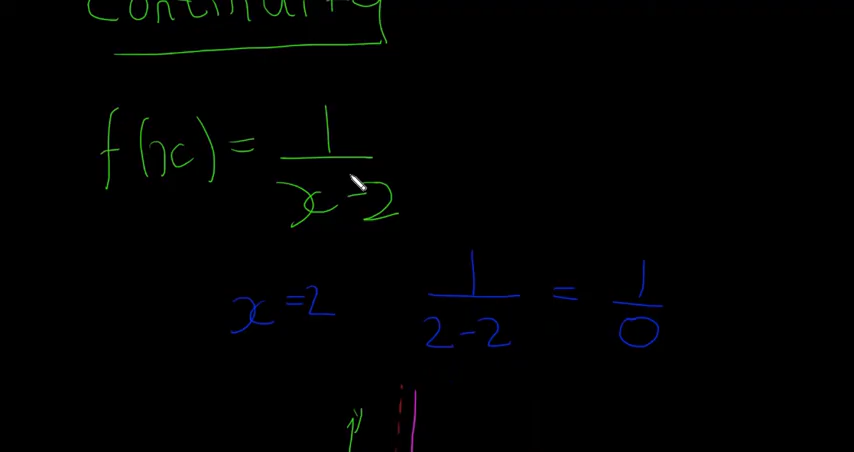 Continuity
f(x) = 1/(x-2)
x=2 1/(2-2) = 1/0
y